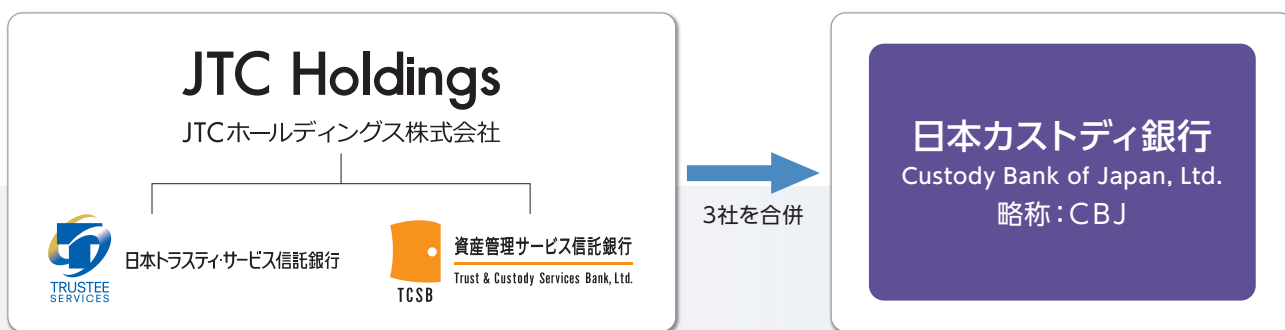 JTC Holdings
JTCホールディングス株式会社
TRUSTEE
SERVICES
日本トラスティ・サービス信託銀行
TCSB
資産管理サービス信託銀行
Trust & Custody Services Bank, Ltd.
3社を合併
日本カストディ銀行
Custody Bank of Japan, Ltd.
略称：CBJ